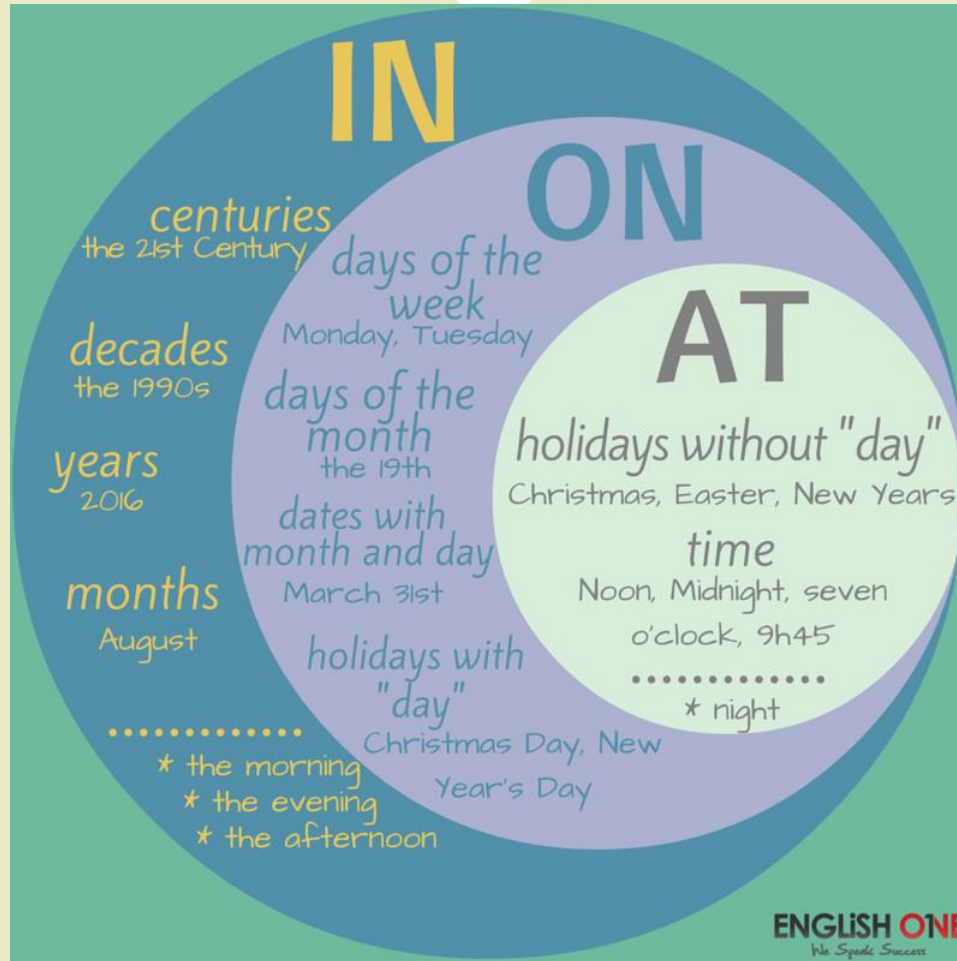 IN
centuries
the 21st Century
decades
the 1990s
years
2016
months
August
.............
* the morning
* the evening
* the afternoon
ON
days of the
week
Monday, Tuesday
days of the
month
the 19th
dates with
month and day
March 31st
holidays with
"day"
Christmas Day, New
Year's Day
AT
holidays without "day"
Christmas, Easter, New Years
time
Noon, Midnight, seven
o'clock, 9h45
.............
* night
ENGLiSH O1NE
We Speak Success